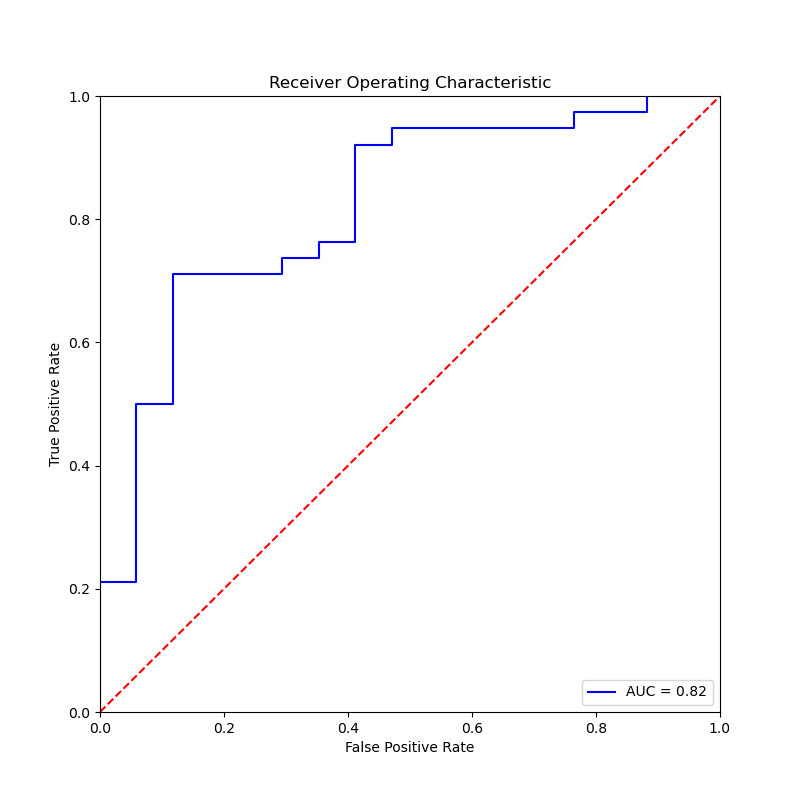 Receiver Operating Characteristic
True Positive Rate
1.0
0.8
0.6
0.4
0.2
0.0
AUC = 0.82
0.0 0.2 0.4 0.6 0.8 1.0
False Positive Rate